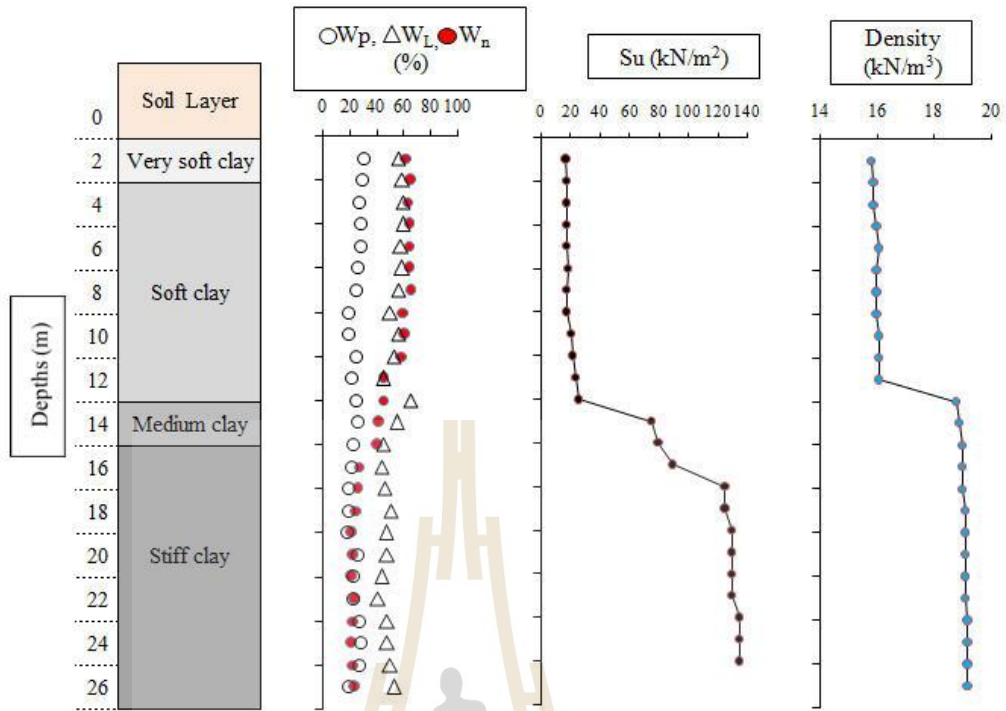 ○Wp, △W_L, ●W_n
(%)
Su (kN/m²)
Density
(kN/m³)
0 20 40 60 80 100
0 20 40 60 80 100 120 140
14 16 18 20
Depths (m)
0
2
4
6
8
10
12
14
16
18
20
22
24
26
Soil Layer
Very soft clay
Soft clay
Medium clay
Stiff clay